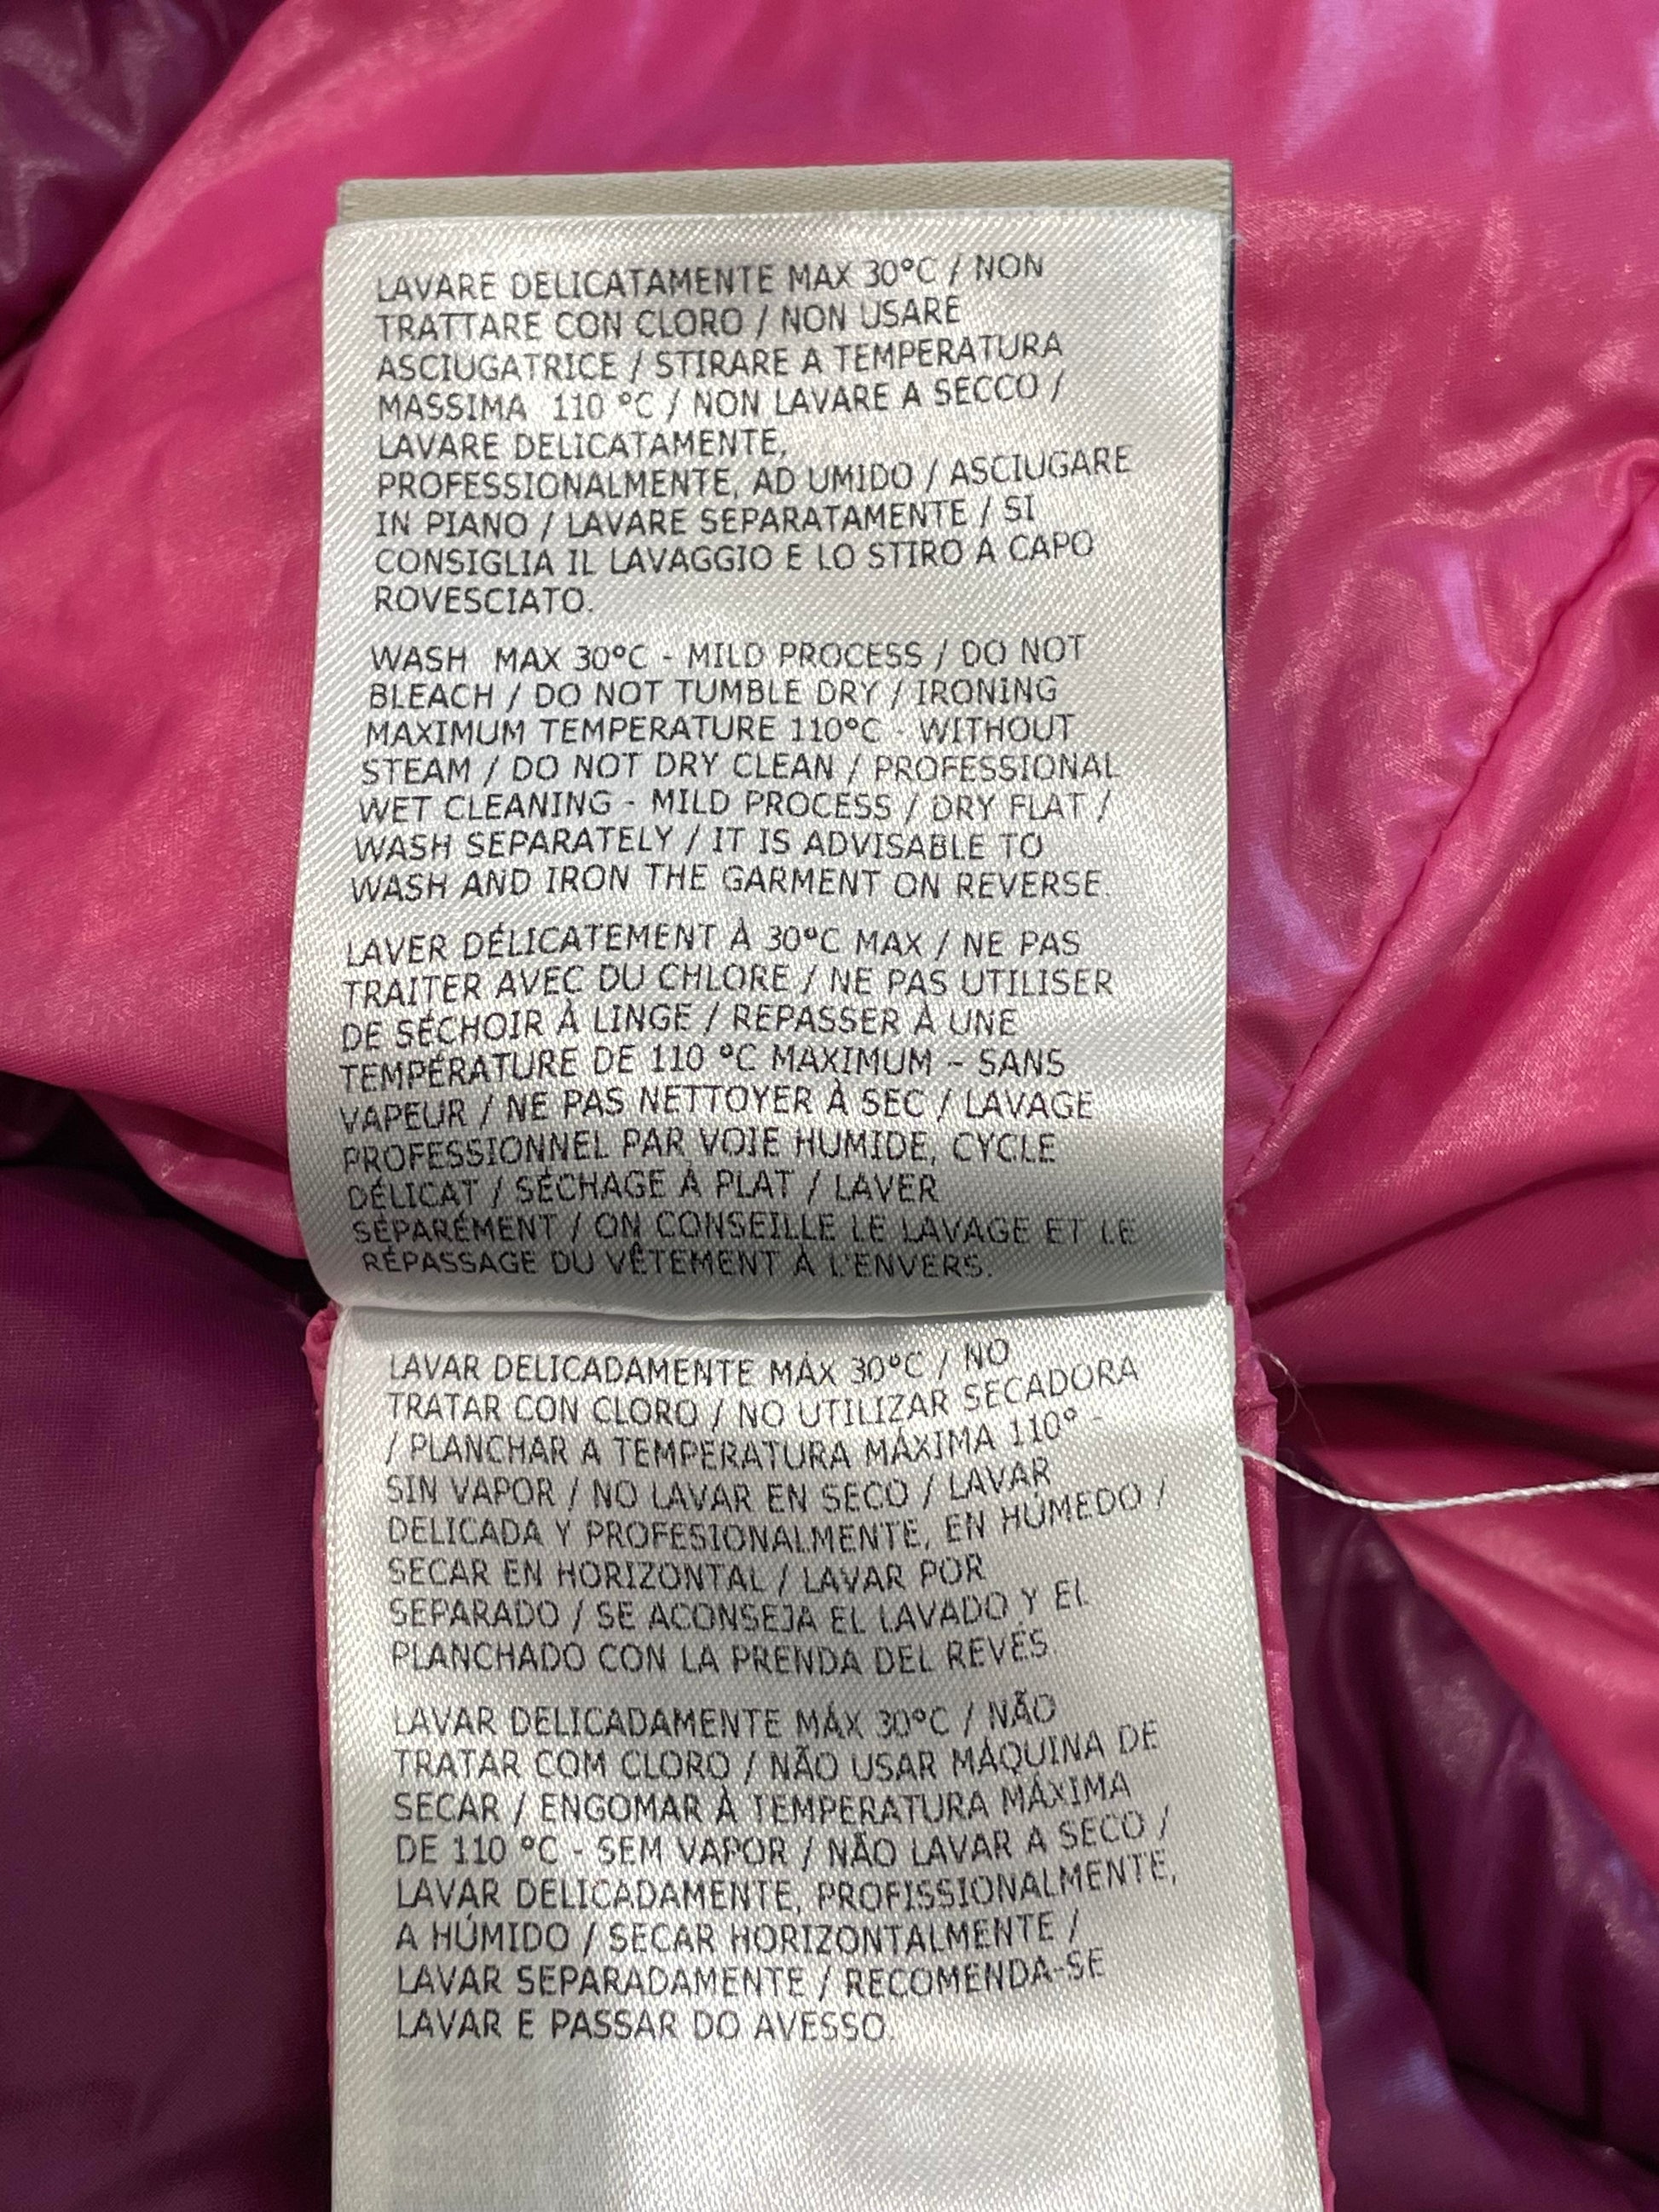 LAVARE DELICATAMENTE MAX 30°C / NON
TRATTARE CON CLORO / NON USARE
ASCIUGATRICE / STIRARE A TEMPERATURA
MASSIMA 110 °C / NON LAVARE A SECCO /
LAVARE DELICATAMENTE,
PROFESSIONALMENTE, AD UMIDO / ASCIUGARE
IN PIANO / LAVARE SEPARATAMENTE / SI
CONSIGLIA IL LAVAGGIO E LO STIRO A CAPO
ROVESCIATO.
WASH MAX 30°C - MILD PROCESS / DO NOT
BLEACH / DO NOT TUMBLE DRY / IRONING
MAXIMUM TEMPERATURE 110°C - WITHOUT
STEAM / DO NOT DRY CLEAN / PROFESSIONAL
WET CLEANING - MILD PROCESS / DRY FLAT /
WASH SEPARATELY / IT IS ADVISABLE TO
WASH AND IRON THE GARMENT ON REVERSE.
LAVER DÉLICATEMENT À 30°C MAX / NE PAS
TRAITER AVEC DU CHLORE / NE PAS UTILISER
DE SÉCHOIR À LINGE / REPASSER À UNE
TEMPÉRATURE DE 110 °C MAXIMUM – SANS
VAPEUR / NE PAS NETTOYER À SEC / LAVAGE
PROFESSIONNEL PAR VOIE HUMIDE, CYCLE
DÉLICAT / SÉCHAGE À PLAT / LAVER
SÉPARÉMENT / ON CONSEILLE LE LAVAGE ET LE
RÉPASSAGE DU VÊTEMENT À L'ENVERS.
LAVAR DELICADAMENTE MÁX 30°C / NO
TRATAR CON CLORO / NO UTILIZAR SECADORA
/ PLANCHAR A TEMPERATURA MÁXIMA 110° -
SIN VAPOR / NO LAVAR EN SECO / LAVAR
DELICADA Y PROFESIONALMENTE, EN HÚMEDO /
SECAR EN HORIZONTAL / LAVAR POR
SEPARADO / SE ACONSEJA EL LAVADO Y EL
PLANCHADO CON LA PRENDA DEL REVÉS.
LAVAR DELICADAMENTE MÁX 30°C / NÃO
TRATAR COM CLORO / NÃO USAR MÁQUINA DE
SECAR / ENGOMAR À TEMPERATURA MÁXIMA
DE 110 °C - SEM VAPOR / NÃO LAVAR A SECO /
LAVAR DELICADAMENTE, PROFISSIONALMENTE,
A HÚMIDO / SECAR HORIZONTALMENTE /
LAVAR SEPARADAMENTE / RECOMENDA-SE
LAVAR E PASSAR DO AVESSO.